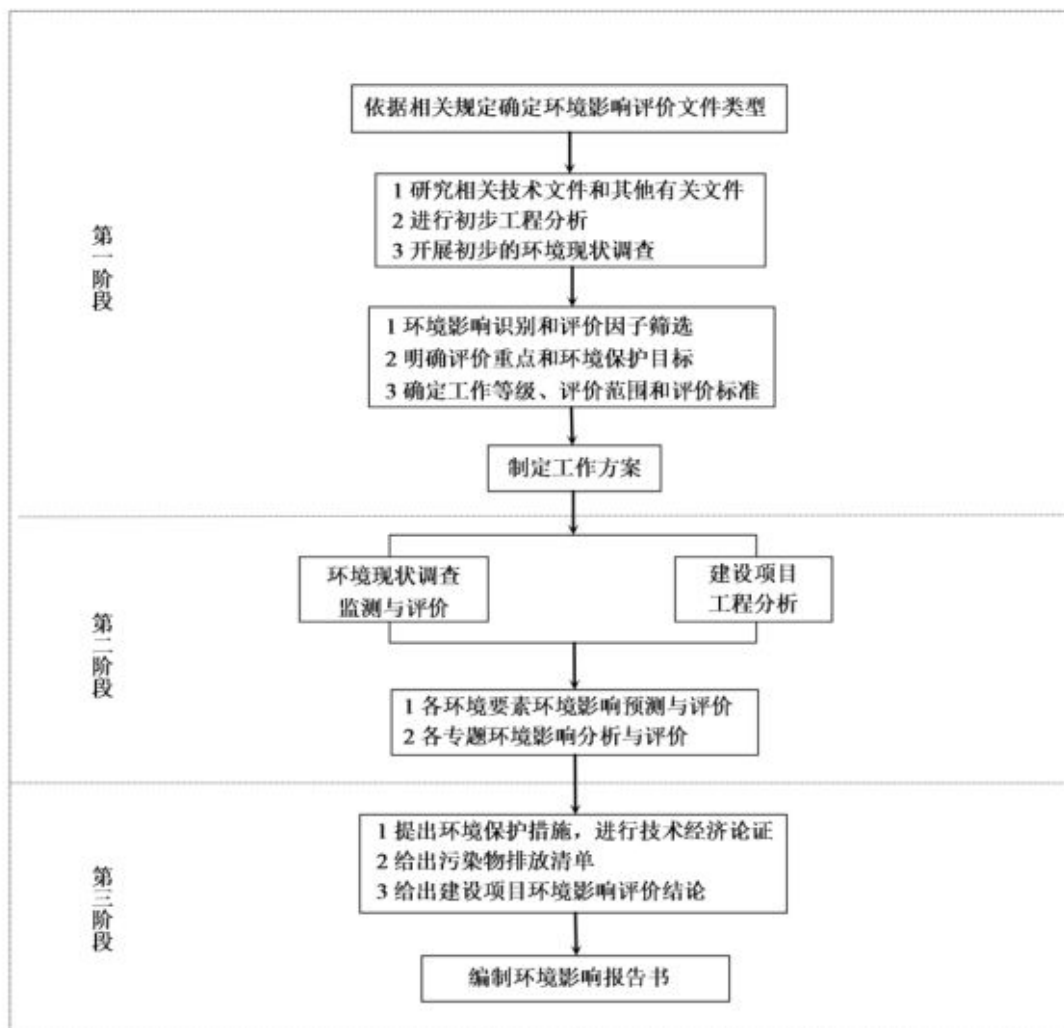 依据相关规定确定环境影响评价文件类型
1 研究相关技术文件和其他有关文件
2 进行初步工程分析
3 开展初步的环境现状调查
第一阶段
1 环境影响识别和评价因子筛选
2 明确评价重点和环境保护目标
3 确定工作等级、评价范围和评价标准
制定工作方案
第二阶段
环境现状调查
监测与评价
建设项目
工程分析
1 各环境要素环境影响预测与评价
2 各专题环境影响分析与评价
第三阶段
1 提出环境保护措施，进行技术经济论证
2 给出污染物排放清单
3 给出建设项目环境影响评价结论
编制环境影响报告书